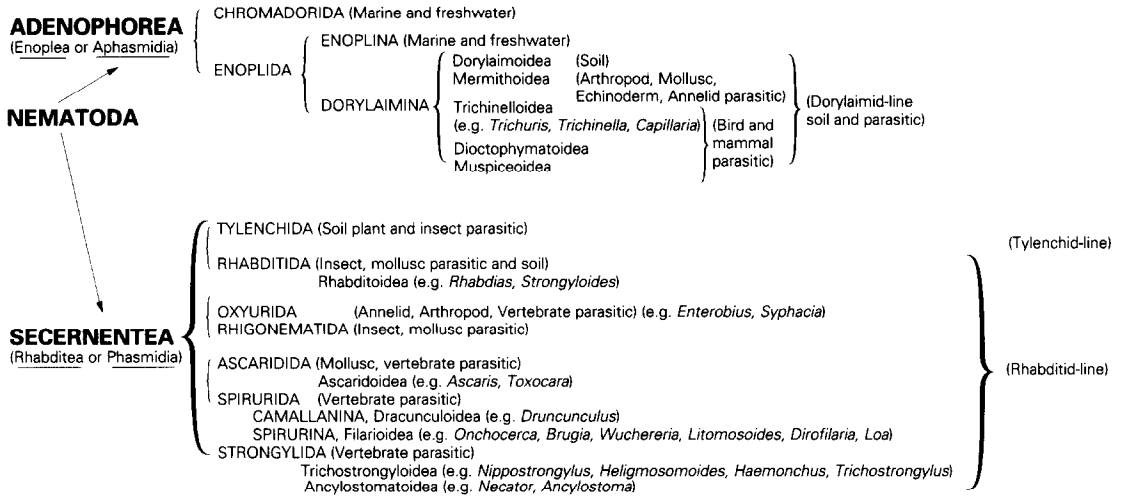 CHROMADORIDA (Marine and freshwater)
ADENOPHOREA
(Enoplea or Aphasmidia)
ENOPLINA (Marine and freshwater)
ENOPLIDA
Dorylaimoidea (Soil)
Mermithoidea (Arthropod, Mollusc,
Echinoderm, Annelid parasitic)
DORYLAIMINA
Trichinelloidea
(e.g. Trichuris, Trichinella, Capillaria)
Dioctophymatoidea
Muspiceoidea
(Bird and
mammal
parasitic)
(Dorylaimid-line
soil and parasitic)
NEMATODA
TYLENCHIDA (Soil plant and insect parasitic)
(Tylenchid-line)
RHABDITIDA (Insect, mollusc parasitic and soil)
Rhabditoidea (e.g. Rhabdias, Strongyloides)
OXYURIDA (Annelid, Arthropod, Vertebrate parasitic) (e.g. Enterobius, Syphacia)
RHIGONEMATIDA (Insect, mollusc parasitic)
SECERNENTEA
(Rhabditea or Phasmidia)
ASCARIDIDA (Mollusc, vertebrate parasitic)
(Rhabditid-line)
Ascaridoidea (e.g. Ascaris, Toxocara)
SPIRURIDA (Vertebrate parasitic)
CAMALLANINA, Dracunculoidea (e.g. Druncunculus)
SPIRURINA, Filarioidea (e.g. Onchocerca, Brugia, Wuchereria, Litomosoides, Dirofilaria, Loa)
STRONGYLIDA (Vertebrate parasitic)
Trichostrongyloidea (e.g. Nippostrongylus, Heligmosomoides, Haemonchus, Trichostrongylus)
Ancylostomatoidea (e.g. Necator, Ancylostoma)